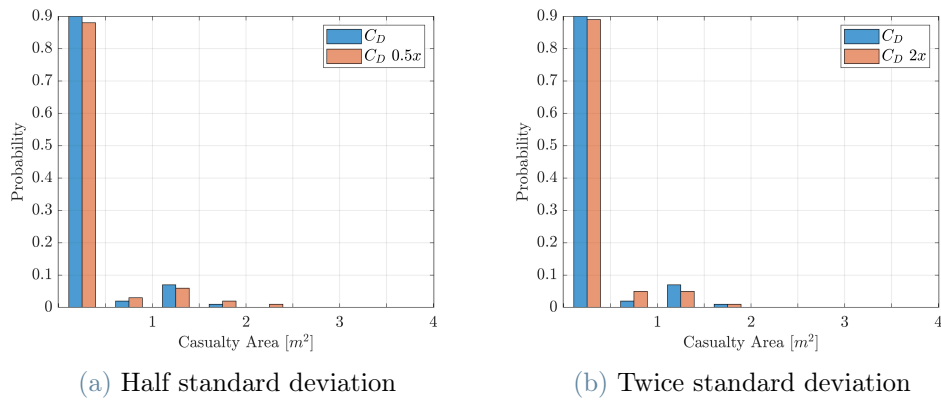 0.9
0.8
0.7
0.6
0.5
0.4
0.3
0.2
0.1
0
Probability
1 2 3 4
Casualty Area [m²]
C_D
C_D 0.5x
(a) Half standard deviation
0.9
0.8
0.7
0.6
0.5
0.4
0.3
0.2
0.1
0
Probability
1 2 3 4
Casualty Area [m²]
C_D
C_D 2x
(b) Twice standard deviation